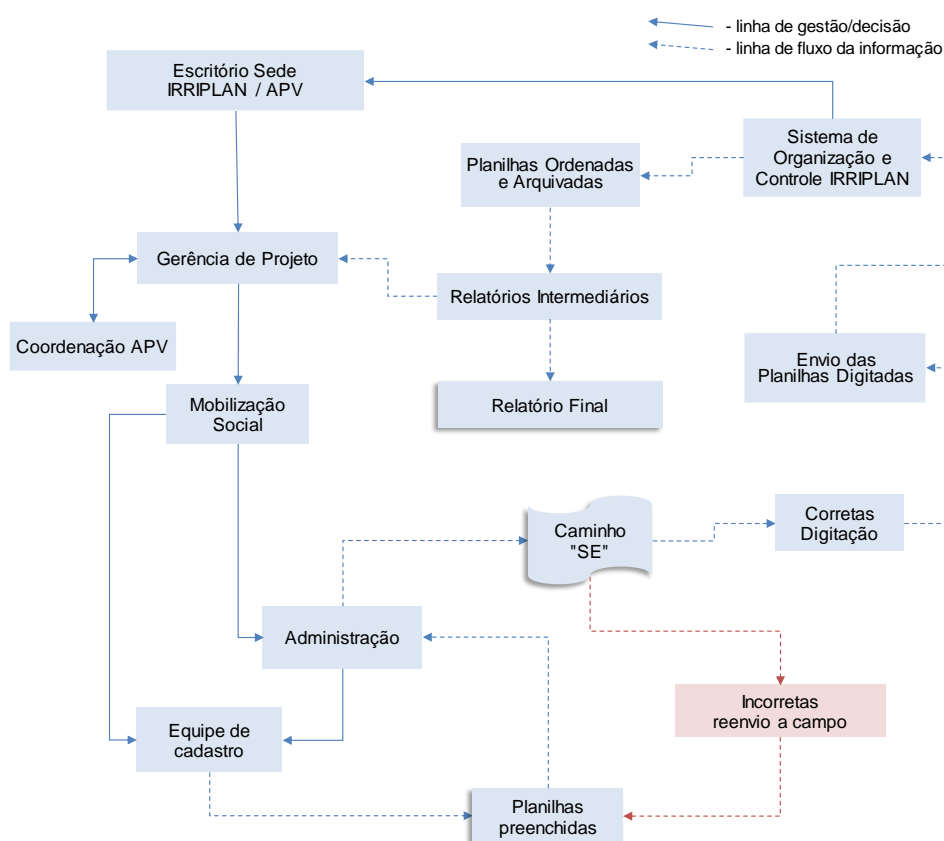 - linha de gestão/decisão
- linha de fluxo da informação
Escritório Sede
IRRIPLAN / APV
Sistema de
Organização e
Controle IRRIPLAN
Planilhas Ordenadas
e Arquivadas
Gerência de Projeto
Relatórios Intermediários
Coordenação APV
Envio das
Planilhas Digitadas
Mobilização
Social
Relatório Final
Caminho
"SE"
Corretas
Digitação
Administração
Incorretas
reenvio a campo
Equipe de
cadastro
Planilhas
preenchidas